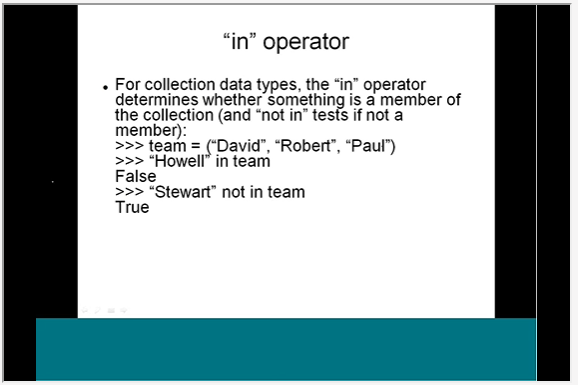 “in” operator
• For collection data types, the “in” operator
determines whether something is a member of
the collection (and “not in” tests if not a
member):
>>> team = (“David”, “Robert”, “Paul”)
>>> “Howell” in team
False
>>> “Stewart” not in team
True